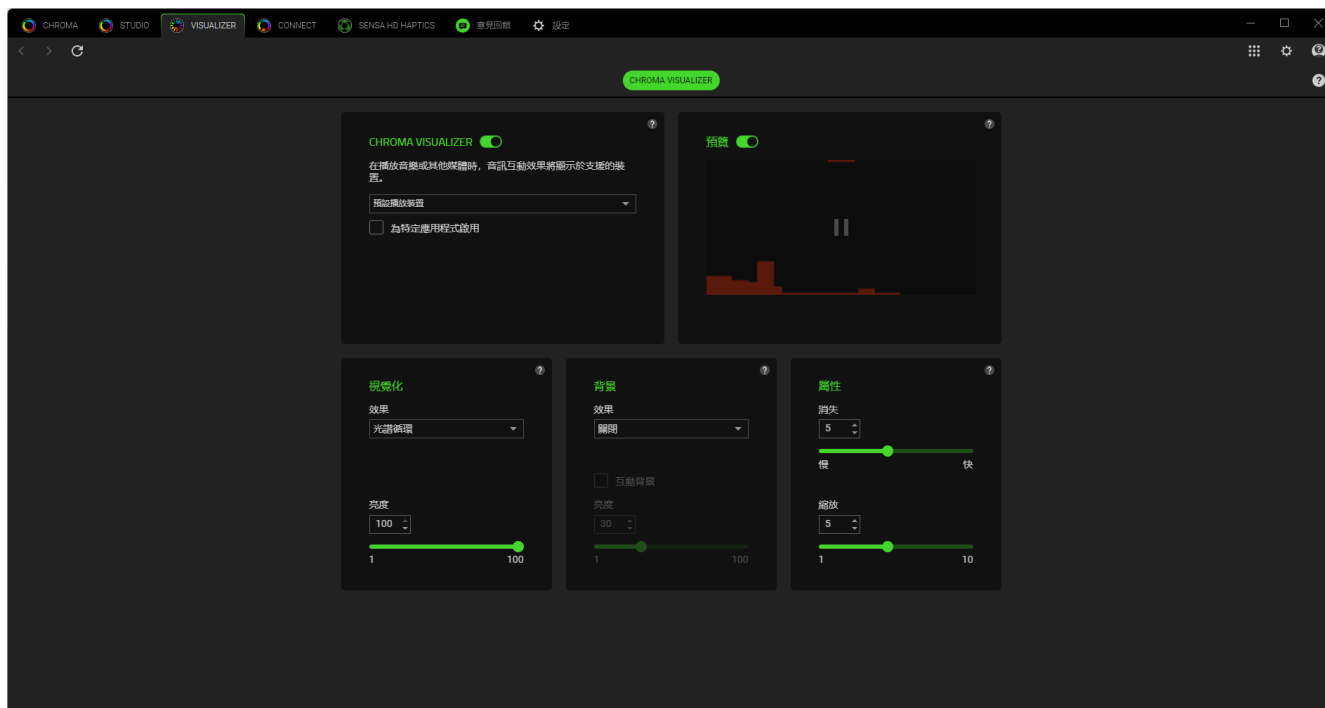 CHROMA
STUDIO
VISUALIZER
CONNECT
SENSA HD HAPTICS
意見回饋
設定
CHROMA VISUALIZER
CHROMA VISUALIZER
在播放音樂或其他媒體時，音訊互動效果將顯示於支援的裝
置。
預設播放裝置
為特定應用程式啟用
預覽
視覺化
效果
光譜循環
亮度
100
1 100
背景
效果
關閉
互動背景
亮度
30
1 100
屬性
消失
5
慢 快
縮放
5
1 10